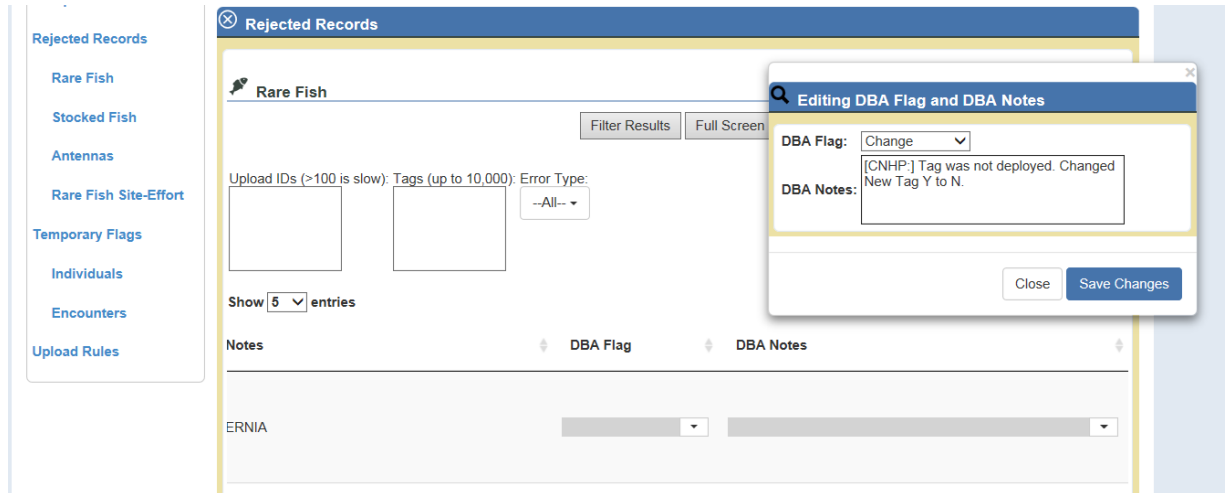 Rejected Records
Rare Fish
Stocked Fish
Antennas
Rare Fish Site-Effort
Temporary Flags
Individuals
Encounters
Upload Rules
Rejected Records
Rare Fish
Filter Results
Full Screen
Upload IDs (>100 is slow): Tags (up to 10,000): Error Type:
--All--
Show 5 entries
Notes DBA Flag DBA Notes
ERNIA
×
Editing DBA Flag and DBA Notes
DBA Flag: Change
DBA Notes:
[CNHP:] Tag was not deployed. Changed
New Tag Y to N.
Close Save Changes